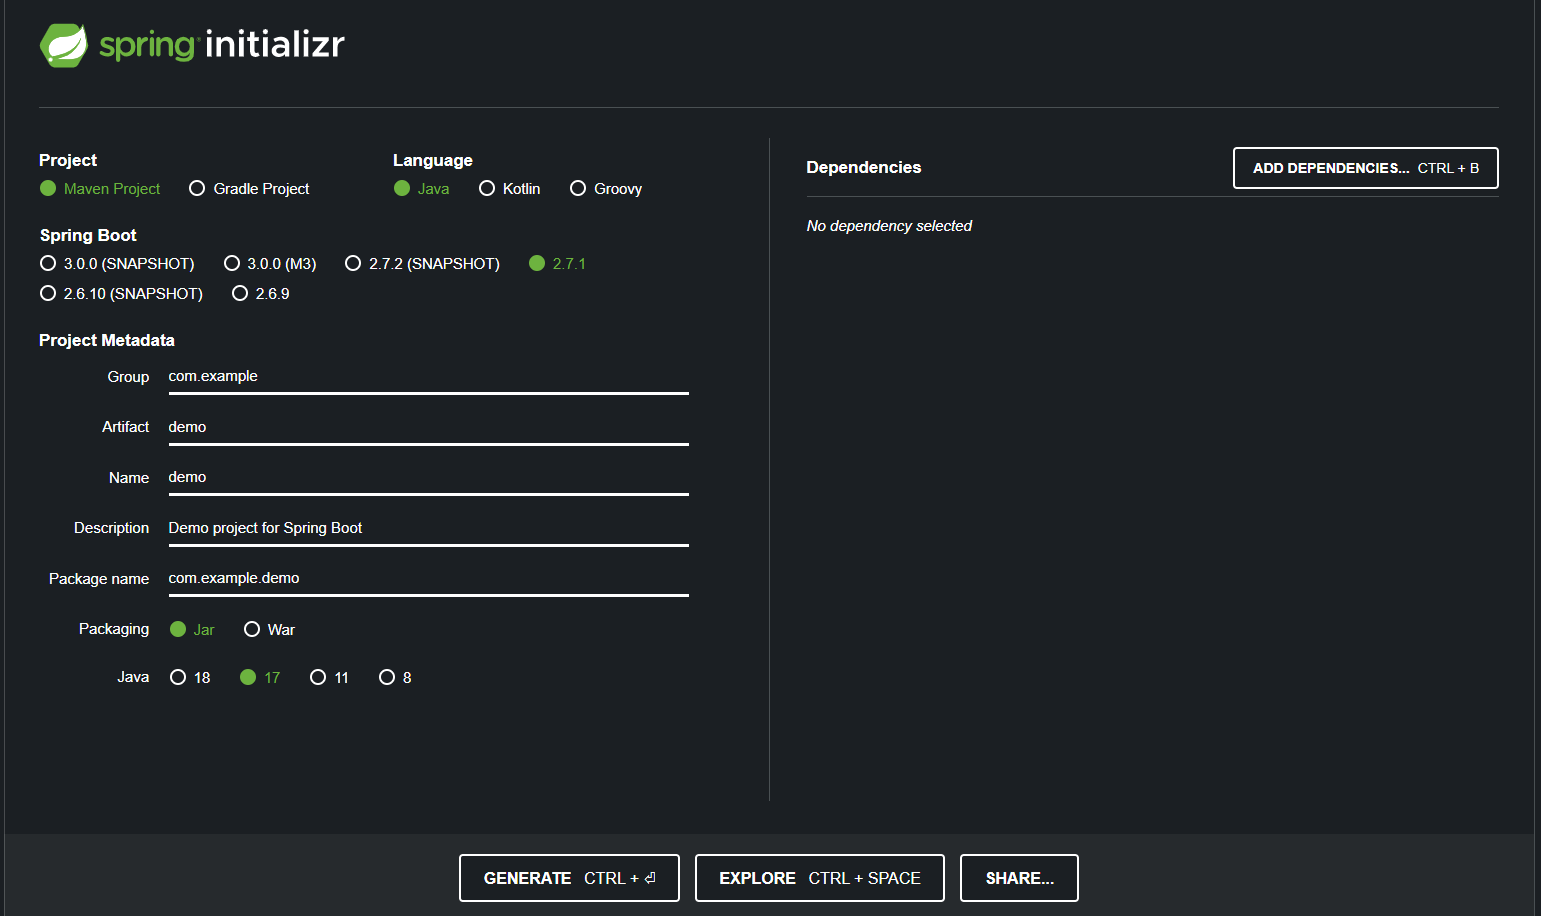 spring initializr
Project
Maven Project Gradle Project
Language
Java Kotlin Groovy
Spring Boot
3.0.0 (SNAPSHOT) 3.0.0 (M3) 2.7.2 (SNAPSHOT) 2.7.1
2.6.10 (SNAPSHOT) 2.6.9
Project Metadata
Group com.example
Artifact demo
Name demo
Description Demo project for Spring Boot
Package name com.example.demo
Packaging Jar War
Java 18 17 11 8
Dependencies ADD DEPENDENCIES... CTRL + B
No dependency selected
GENERATE CTRL + ⏎ EXPLORE CTRL + SPACE SHARE...